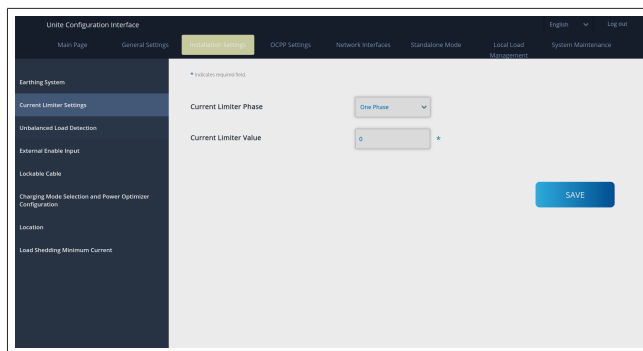 Unite Configuration Interface
English
Log out
Main Page
General Settings
Installation Settings
OCPP Settings
Network Interfaces
Standalone Mode
Local Load
Management
System Maintenance
Earthing System
Current Limiter Settings
Unbalanced Load Detection
External Enable Input
Lockable Cable
Charging Mode Selection and Power Optimizer
Configuration
Location
Load Shedding Minimum Current
* Indicates required field.
Current Limiter Phase
One Phase
Current Limiter Value
0
*
SAVE